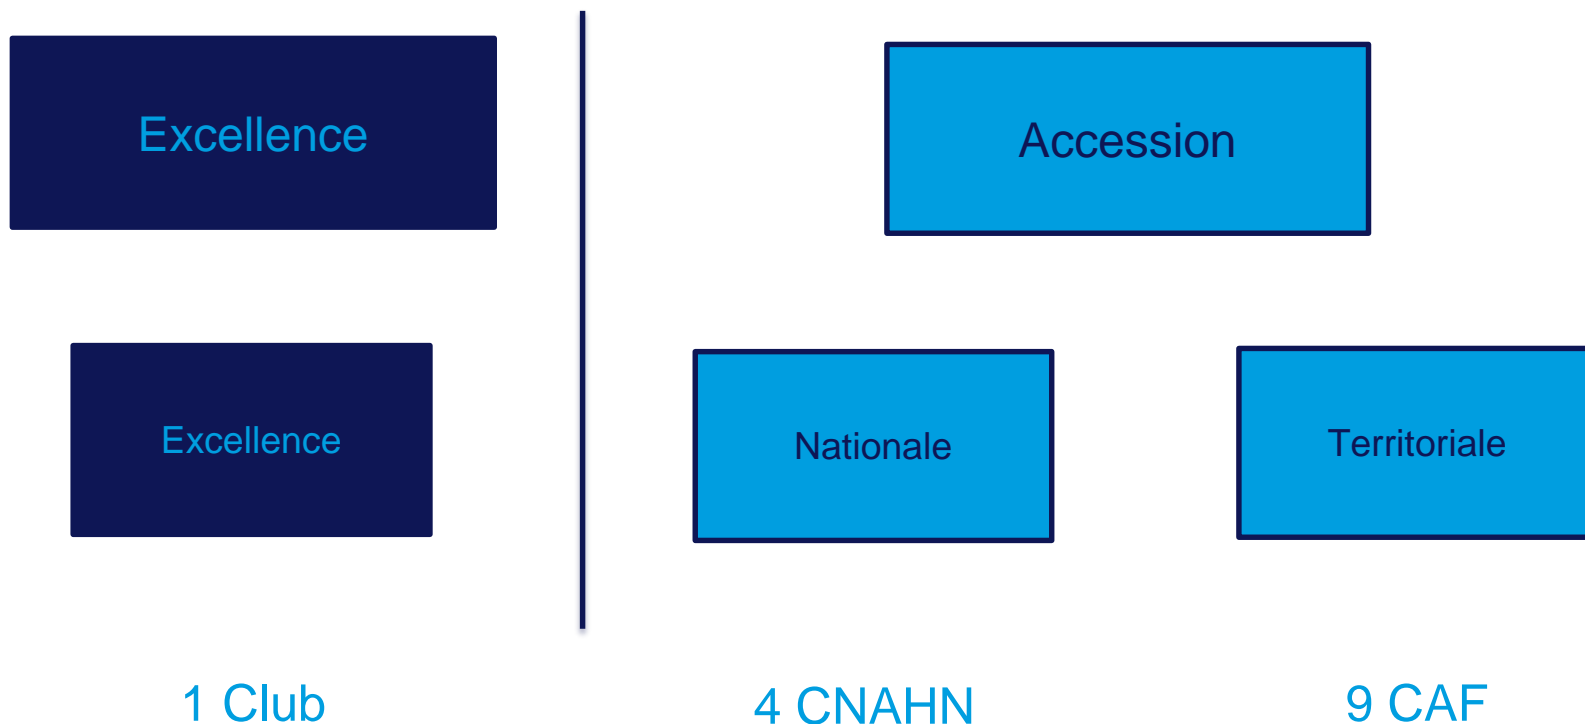 Excellence
Accession
Excellence
Nationale
Territoriale
1 Club
4 CNAHN
9 CAF